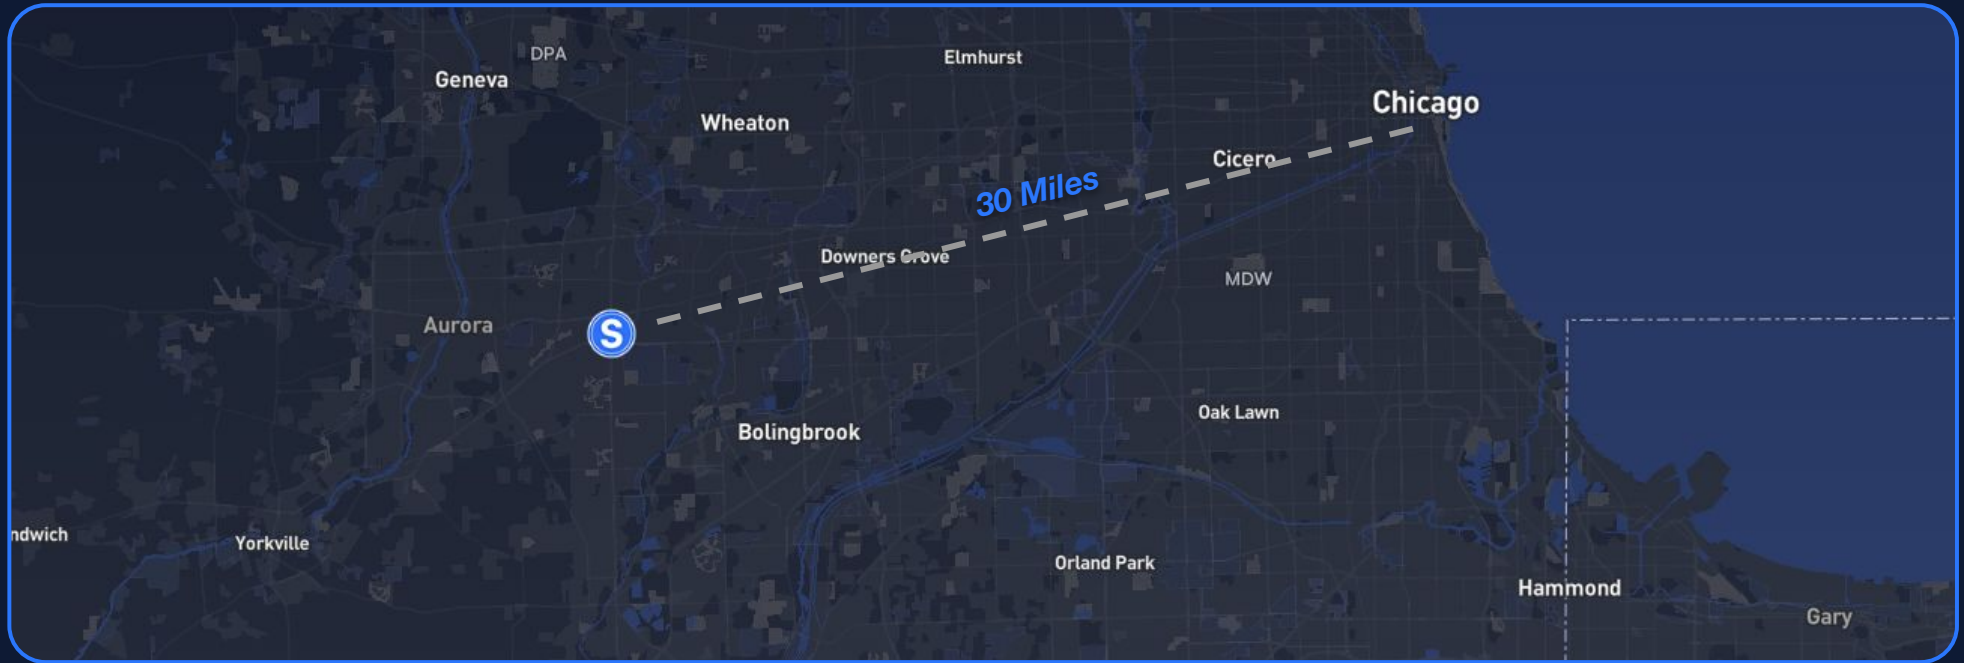 DPA
Elmhurst
Geneva
Chicago
Wheaton
Cicero
30 Miles
Downers Grove
MDW
Aurora
S
Oak Lawn
Bolingbrook
ndwich
Yorkville
Orland Park
Hammond
Gary